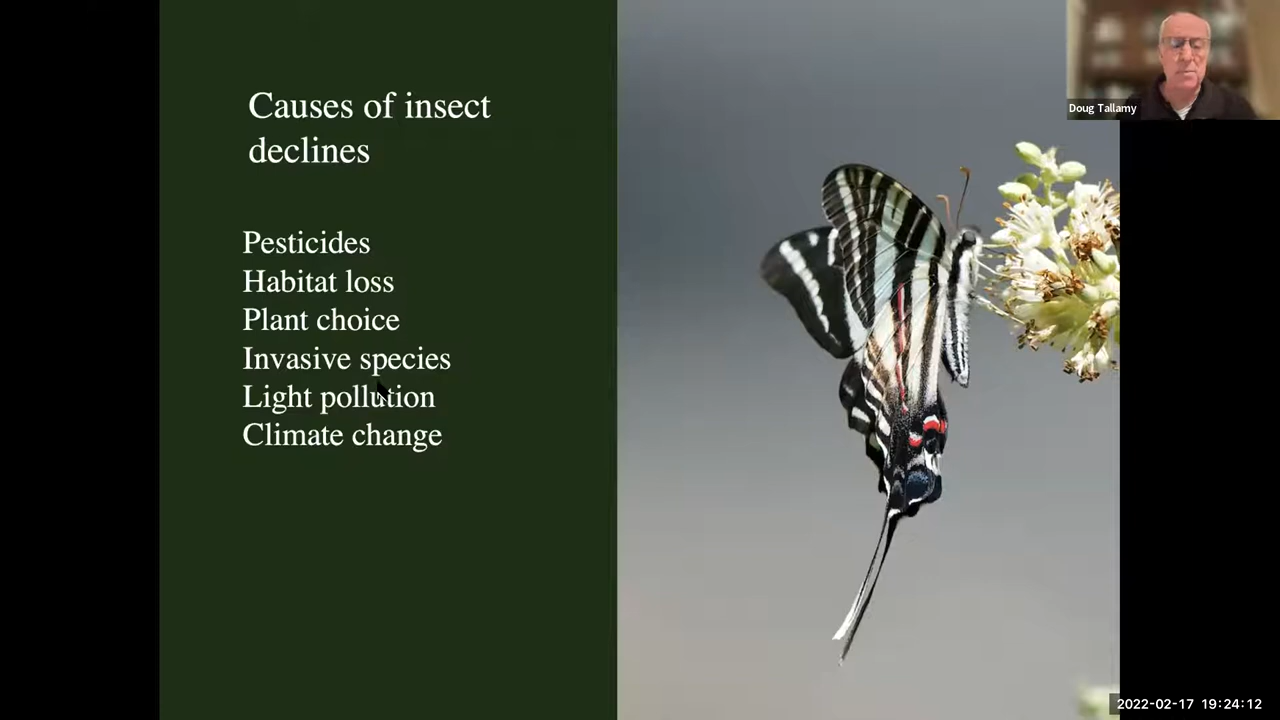 Causes of insect
declines
Pesticides
Habitat loss
Plant choice
Invasive species
Light pollution
Climate change
Doug Tallamy
2022-02-17 19:24:12